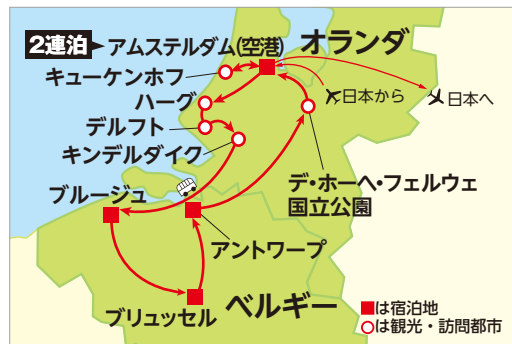 2連泊
アムステルダム(空港)
オランダ
キューケンホフ
ハーグ
デルフト
キンデルダイク
日本から
日本へ
デ・ホーヘ・フェルウェ
国立公園
ブルージュ
アントワープ
ブリュッセル
ベルギー
■は宿泊地
○は観光・訪問都市